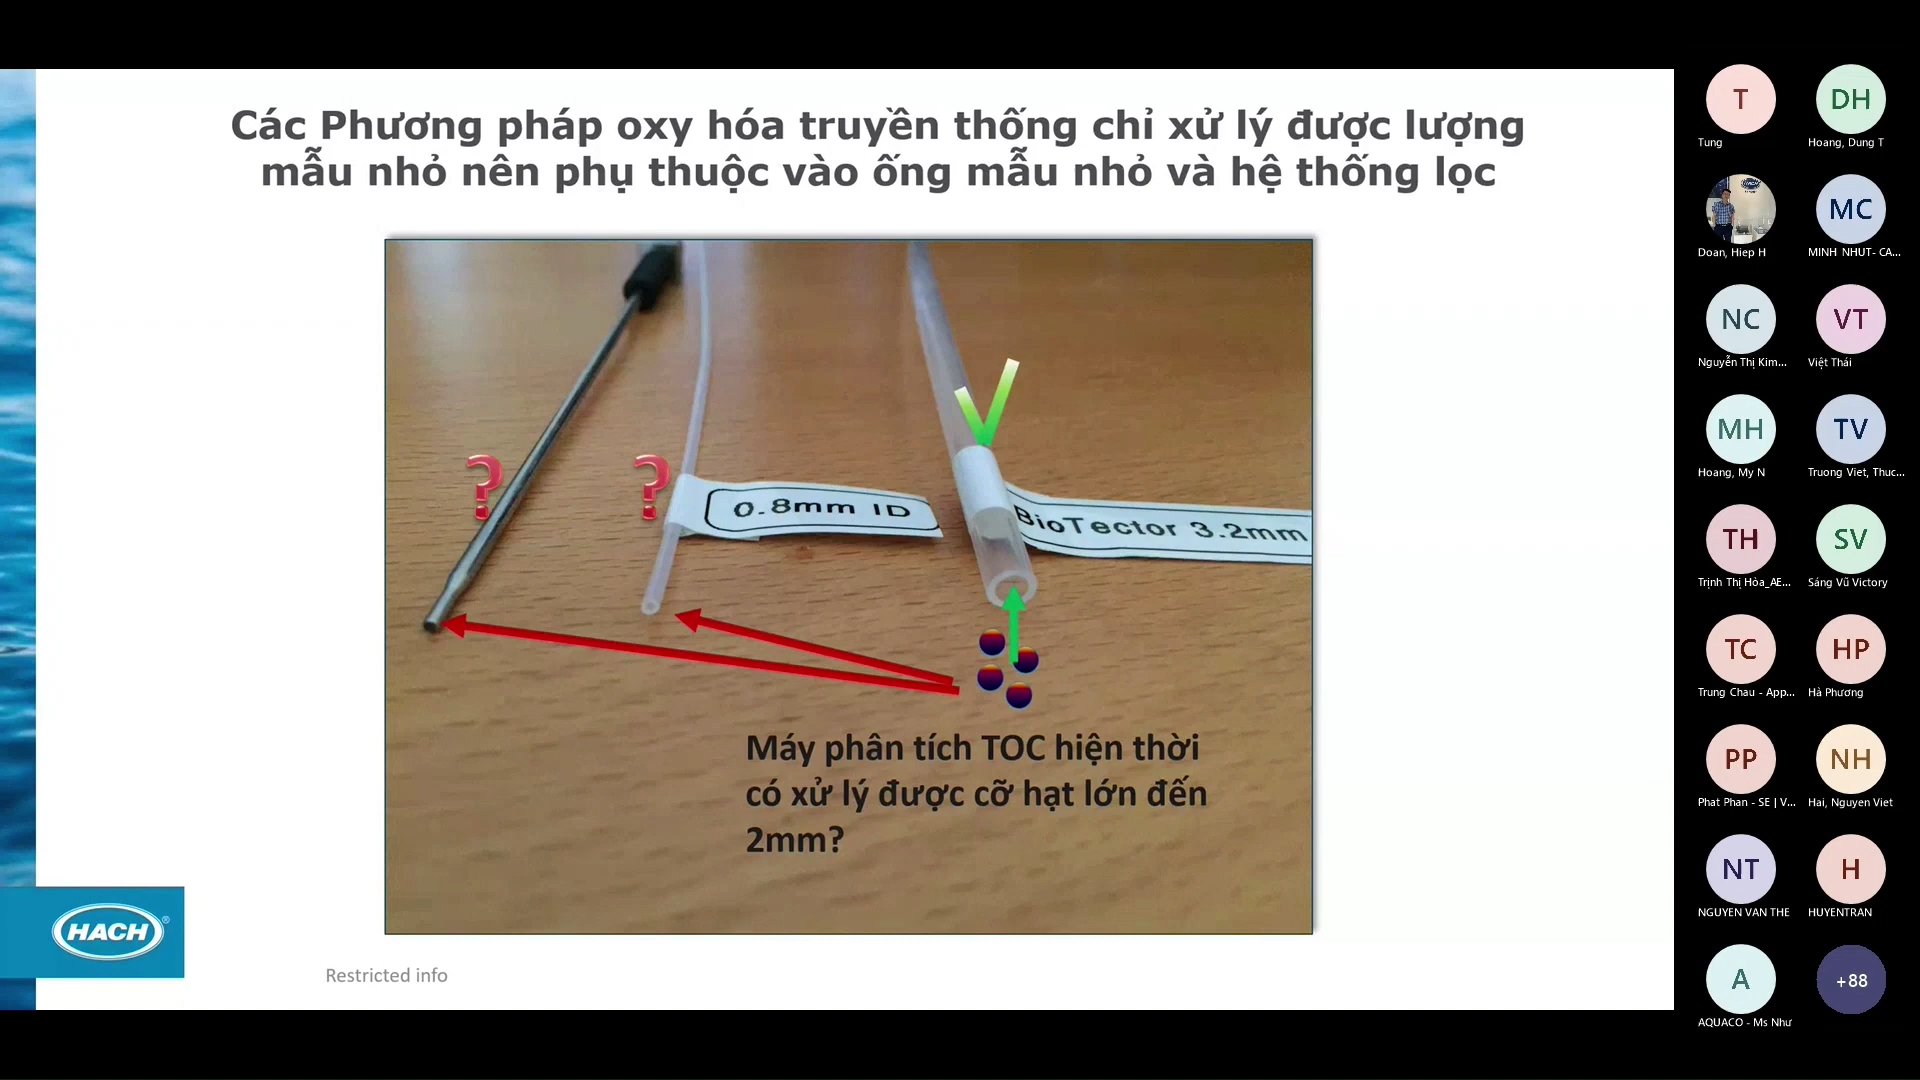 Các Phương pháp oxy hóa truyền thống chỉ xử lý được lượng
mẫu nhỏ nên phụ thuộc vào ống mẫu nhỏ và hệ thống lọc
?
?
0.8mm ID
BioTector 3.2mm
Máy phân tích TOC hiện thời
có xử lý được cỡ hạt lớn đến
2mm?
HACH®
Restricted info
T
Tung
DH
Hoang, Dung T
Doan, Hiep H
MC
MINH NHUT- CA...
NC
Nguyễn Thị Kim...
VT
Việt Thái
MH
Hoang, My N
TV
Truong Viet, Thuc...
TH
Trịnh Thị Hòa_AE...
SV
Sáng Vũ Victory
TC
Trung Chau - App...
HP
Hà Phương
PP
Phat Phan - SE | V...
NH
Hai, Nguyen Viet
NT
NGUYEN VAN THE
H
HUYENTRAN
A
AQUACO - Ms Như
+88